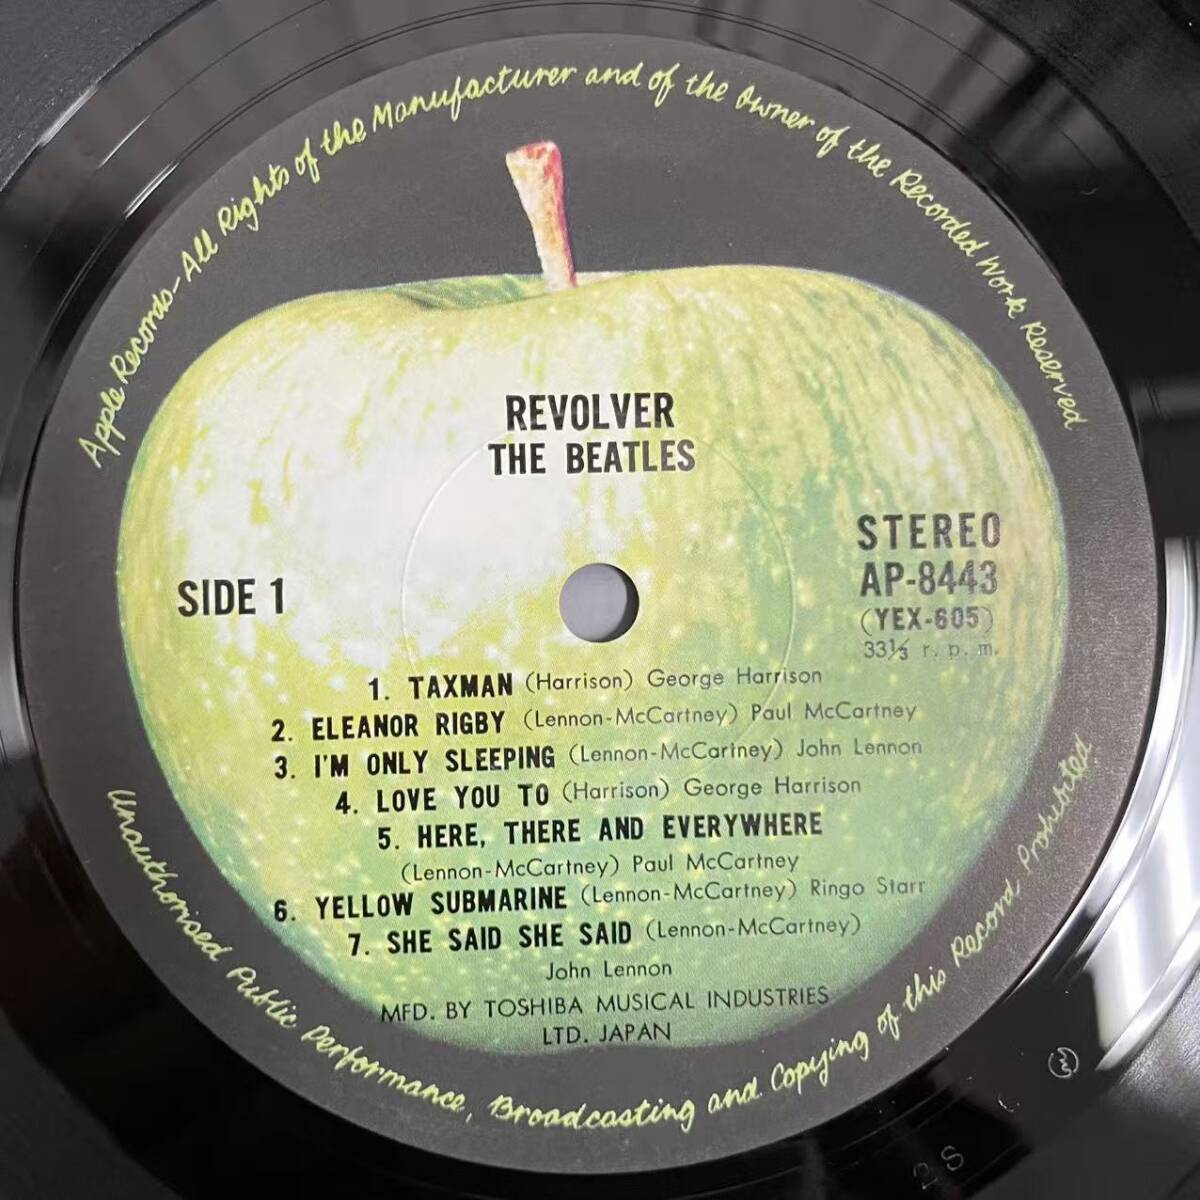 Apple Records-All Rights of the Manufacturer and of the Owner of the Recorded Work Reserved
REVOLVER
THE BEATLES
STEREO
AP-8443
(YEX-605)
33⅓ r. p. m.
SIDE 1
1. TAXMAN (Harrison) George Harrison
2. ELEANOR RIGBY (Lennon-McCartney) Paul McCartney
3. I'M ONLY SLEEPING (Lennon-McCartney) John Lennon
4. LOVE YOU TO (Harrison) George Harrison
5. HERE, THERE AND EVERYWHERE
(Lennon-McCartney) Paul McCartney
6. YELLOW SUBMARINE (Lennon-McCartney) Ringo Starr
7. SHE SAID SHE SAID (Lennon-McCartney)
John Lennon
MFD. BY TOSHIBA MUSICAL INDUSTRIES
LTD. JAPAN
Unauthorised Public Performance, Broadcasting and Copying of this Record Prohibited
2S